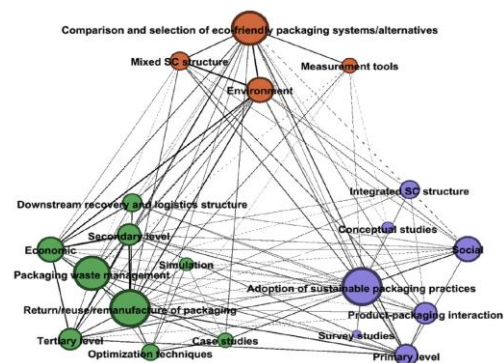 Comparison and selection of eco-friendly packaging systems/alternatives
Mixed SC structure
Measurement tools
Environment
Integrated SC structure
Downstream recovery and logistics structure
Conceptual studies
Secondary level
Economic
Social
Simulation
Packaging waste management
Adoption of sustainable packaging practices
Return/reuse/remanufacture of packaging
Product-packaging interaction
Survey studies
Tertiary level
Case studies
Optimization techniques
Primary level